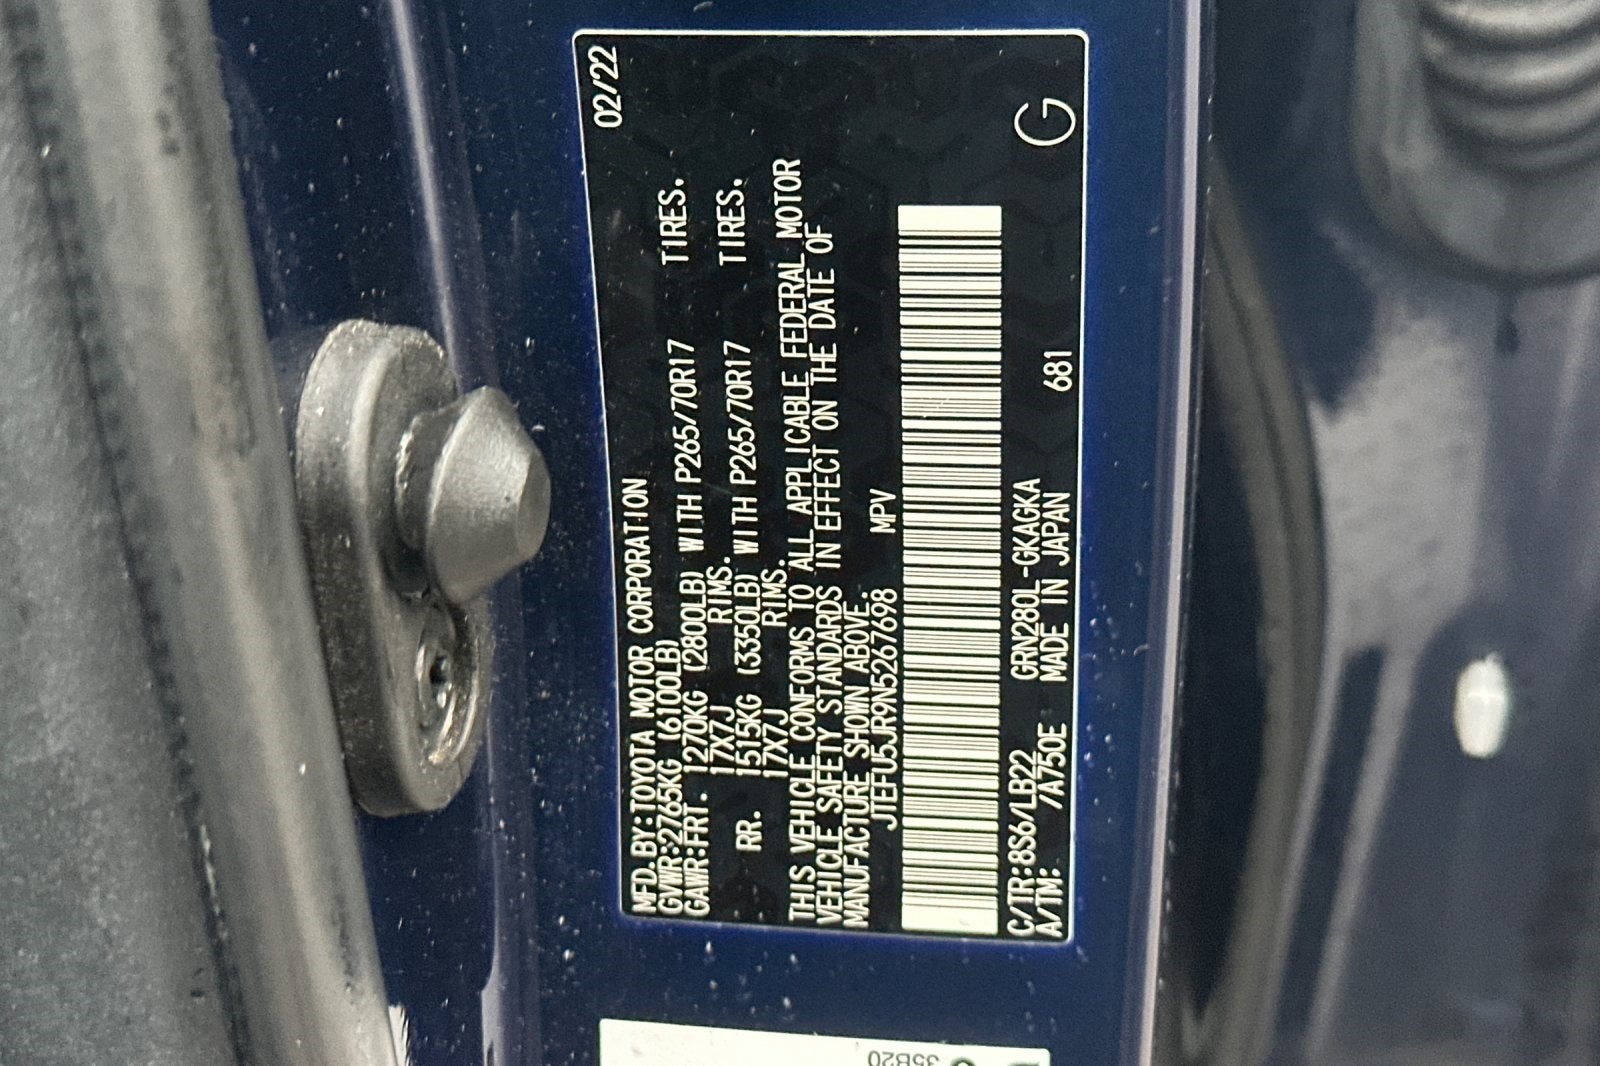 MFD.BY:TOYOTA MOTOR CORPORATION 02/22
GVWR:2765KG (6100LB)
GAWR:FRT. 1270KG (2800LB) WITH P265/70R17 TIRES.
17X7J RIMS.
RR. 1515KG (3350LB) WITH P265/70R17 TIRES.
17X7J RIMS.
THIS VEHICLE CONFORMS TO ALL APPLICABLE FEDERAL MOTOR
VEHICLE SAFETY STANDARDS IN EFFECT ON THE DATE OF
MANUFACTURE SHOWN ABOVE.
JTEFU5JR9N5267698 MPV
C/TR:8S6/LB22 GRN280L-GKAGKA 681 G
A/TM: /A750E MADE IN JAPAN
35B20